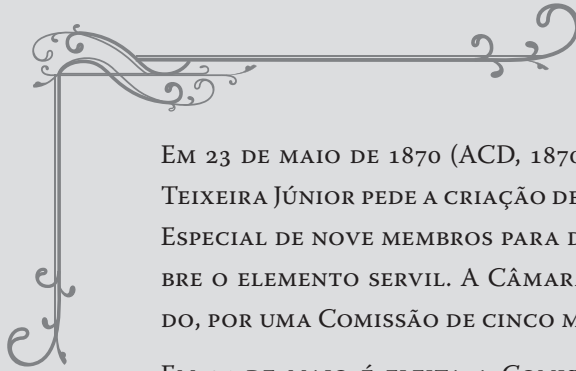 Em 23 de maio de 1870 (ACD, 1870
Teixeira Júnior pede a criação de
Especial de nove membros para d
bre o elemento servil. A Câmar
do, por uma Comissão de cinco m